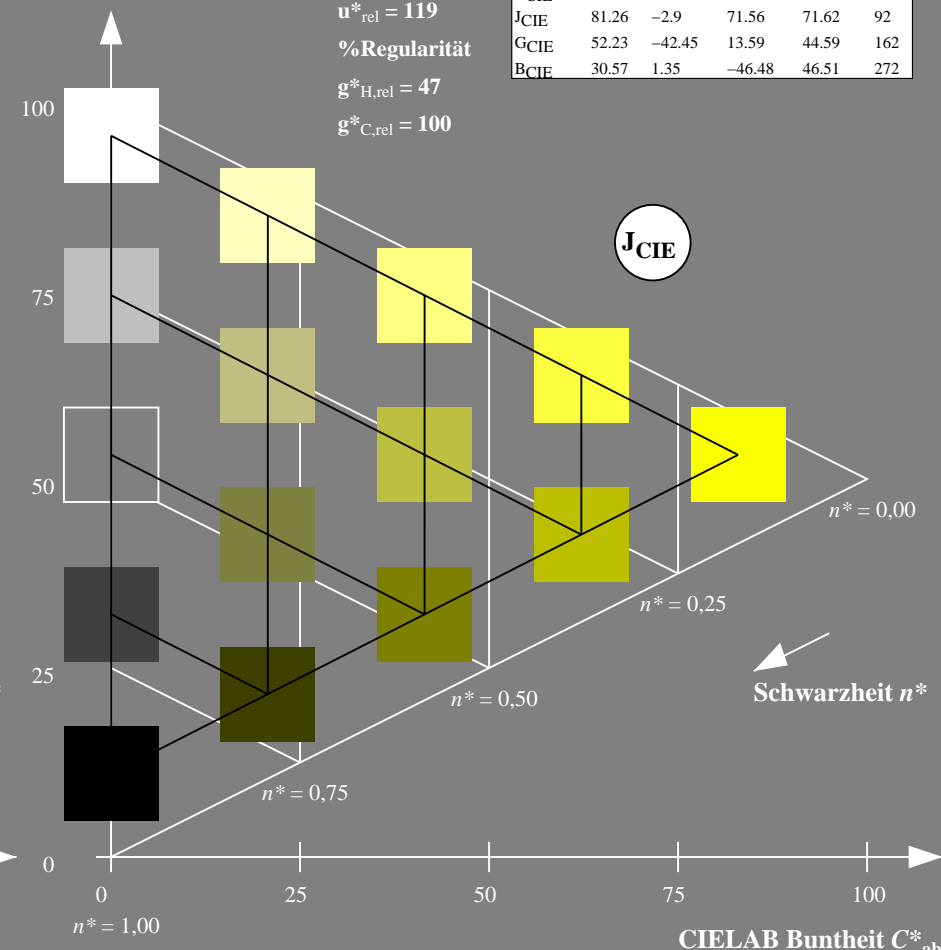 u*rel = 119
%Regularität
g*H,rel = 47
g*C,rel = 100
JCIE 81.26 −2.9 71.56 71.62 92
GCIE 52.23 −42.45 13.59 44.59 162
BCIE 30.57 1.35 −46.48 46.51 272
100
75
50
25
0
JCIE
n* = 0,00
n* = 0,25
Schwarzheit n*
n* = 0,50
n* = 0,75
0 25 50 75 100
n* = 1,00
CIELAB Buntheit C*ab